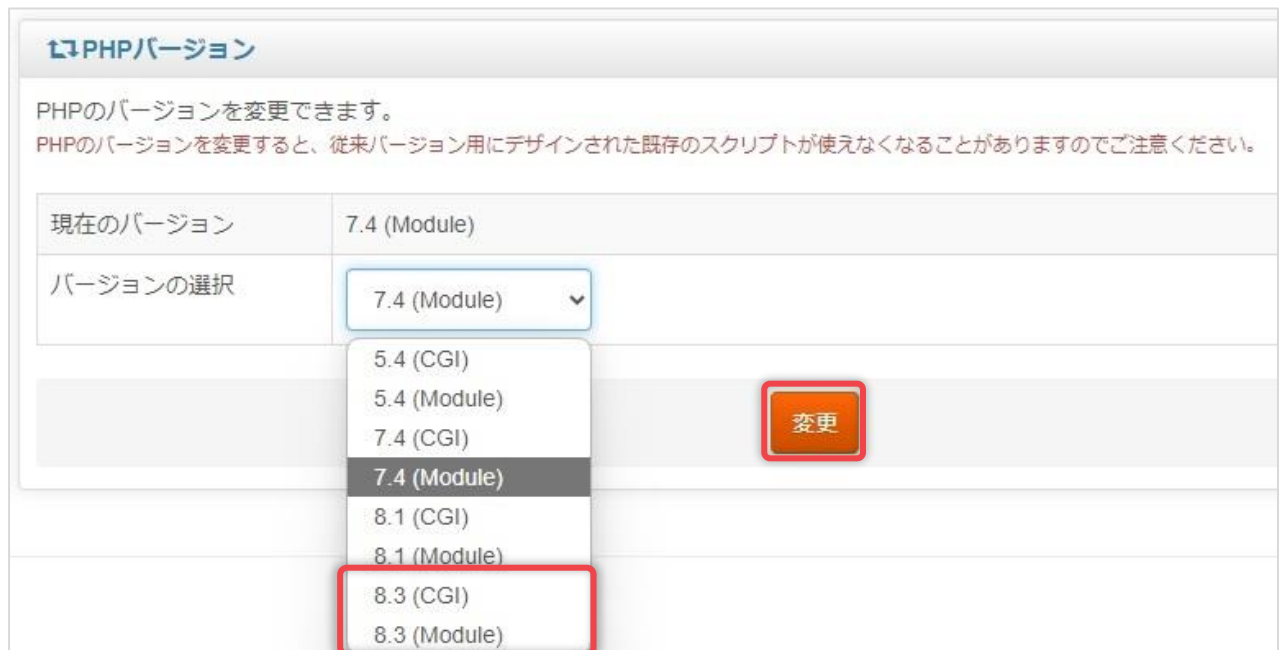 PHPバージョン
PHPのバージョンを変更できます。
PHPのバージョンを変更すると、従来バージョン用にデザインされた既存のスクリプトが使えなくなることがありますのでご注意ください。
現在のバージョン 7.4 (Module)
バージョンの選択 7.4 (Module)
5.4 (CGI)
5.4 (Module)
変更
7.4 (CGI)
7.4 (Module)
8.1 (CGI)
8.1 (Module)
8.3 (CGI)
8.3 (Module)